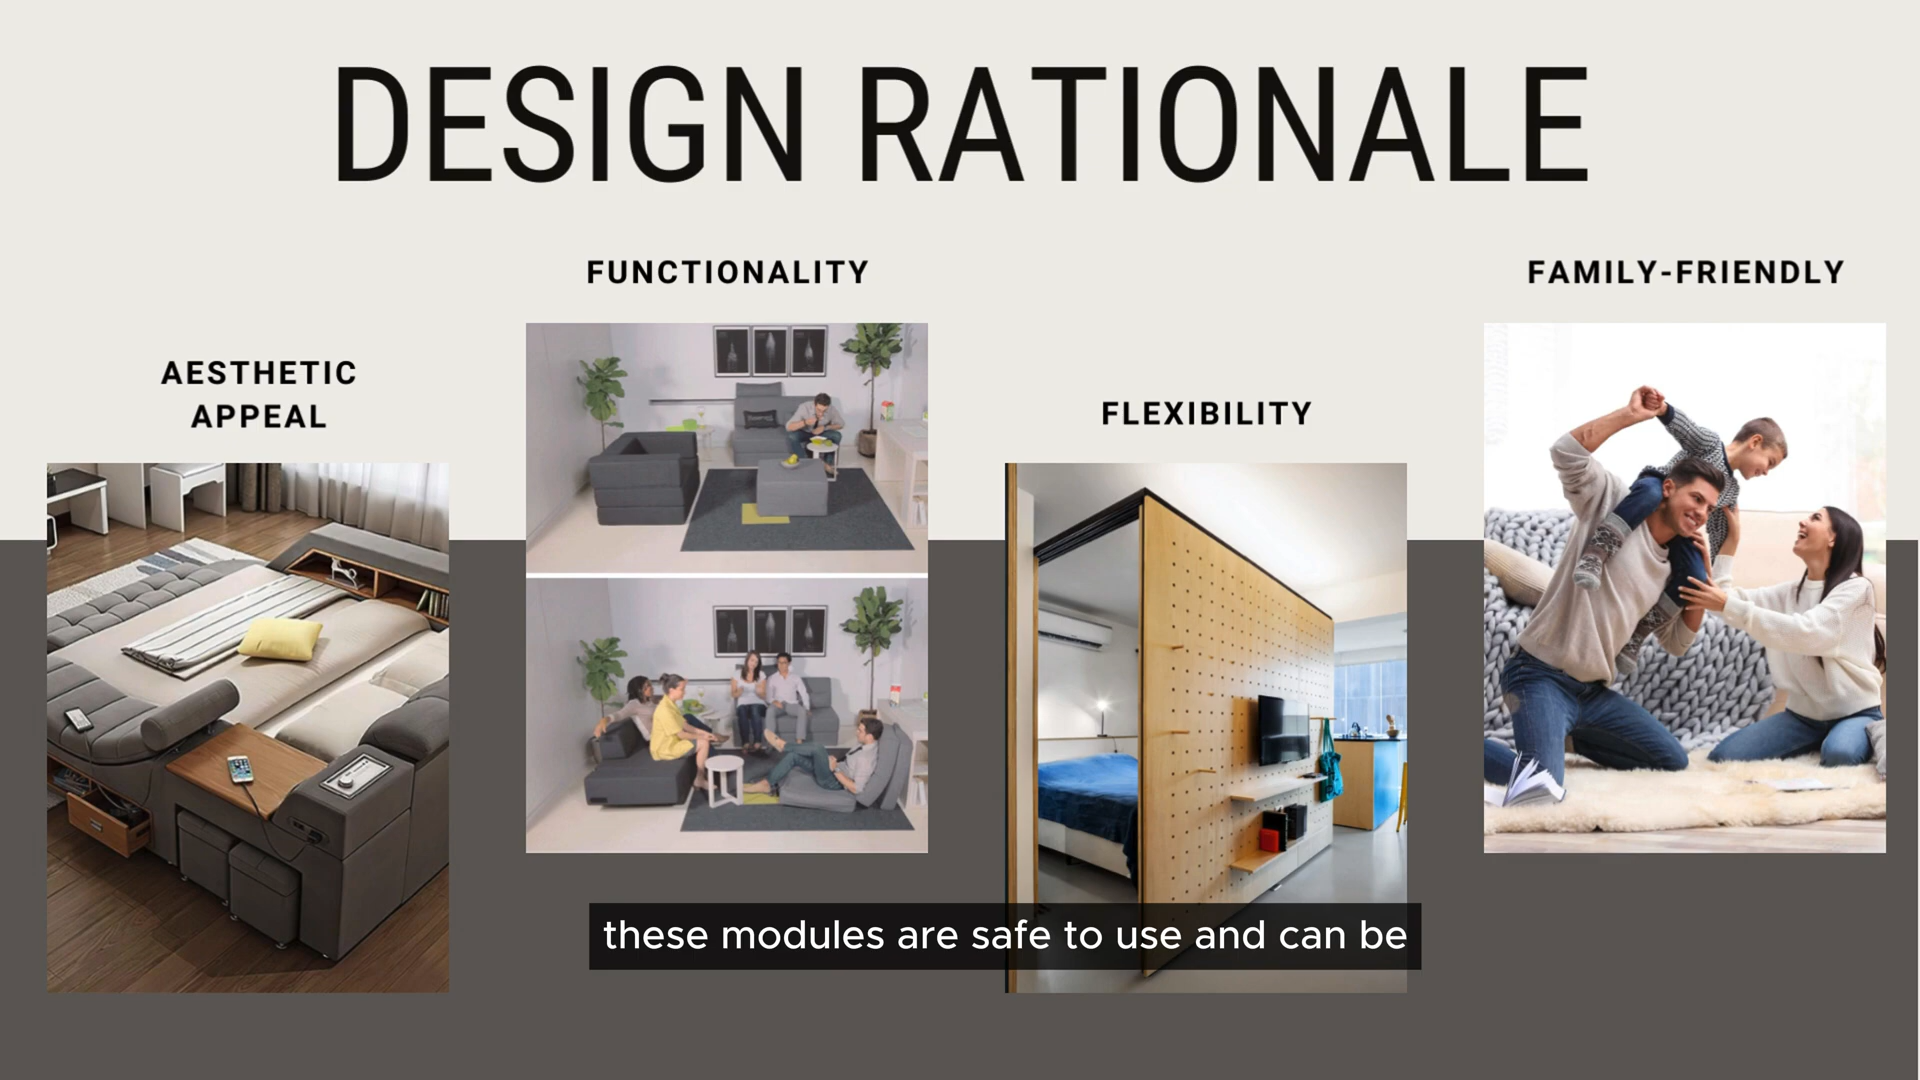 DESIGN RATIONALE
AESTHETIC
APPEAL
FUNCTIONALITY
FLEXIBILITY
FAMILY-FRIENDLY
these modules are safe to use and can be